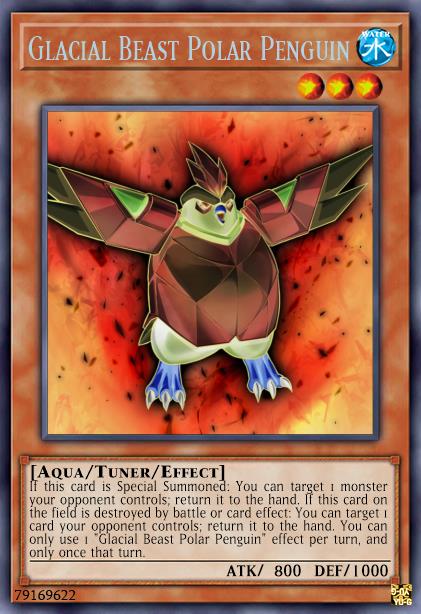 GLACIAL BEAST POLAR PENGUIN
WATER
水
[AQUA/TUNER/EFFECT]
If this card is Special Summoned: You can target 1 monster
your opponent controls; return it to the hand. If this card on
the field is destroyed by battle or card effect: You can target 1
card your opponent controls; return it to the hand. You can
only use 1 "Glacial Beast Polar Penguin" effect per turn, and
only once that turn.
ATK/ 800 DEF/1000
79169622